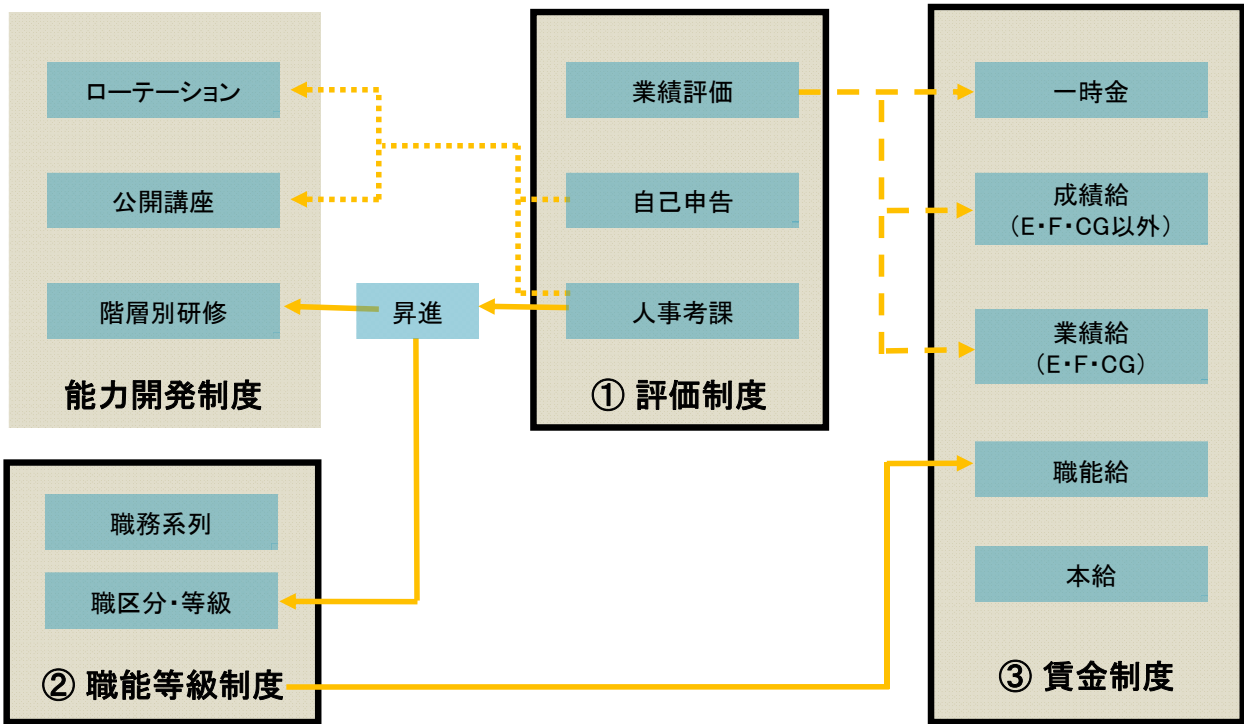 ローテーション
公開講座
階層別研修
能力開発制度
昇進
業績評価
自己申告
人事考課
① 評価制度
一時金
成績給
(E・F・CG以外)
業績給
(E・F・CG)
職能給
本給
③ 賃金制度
職務系列
職区分・等級
② 職能等級制度